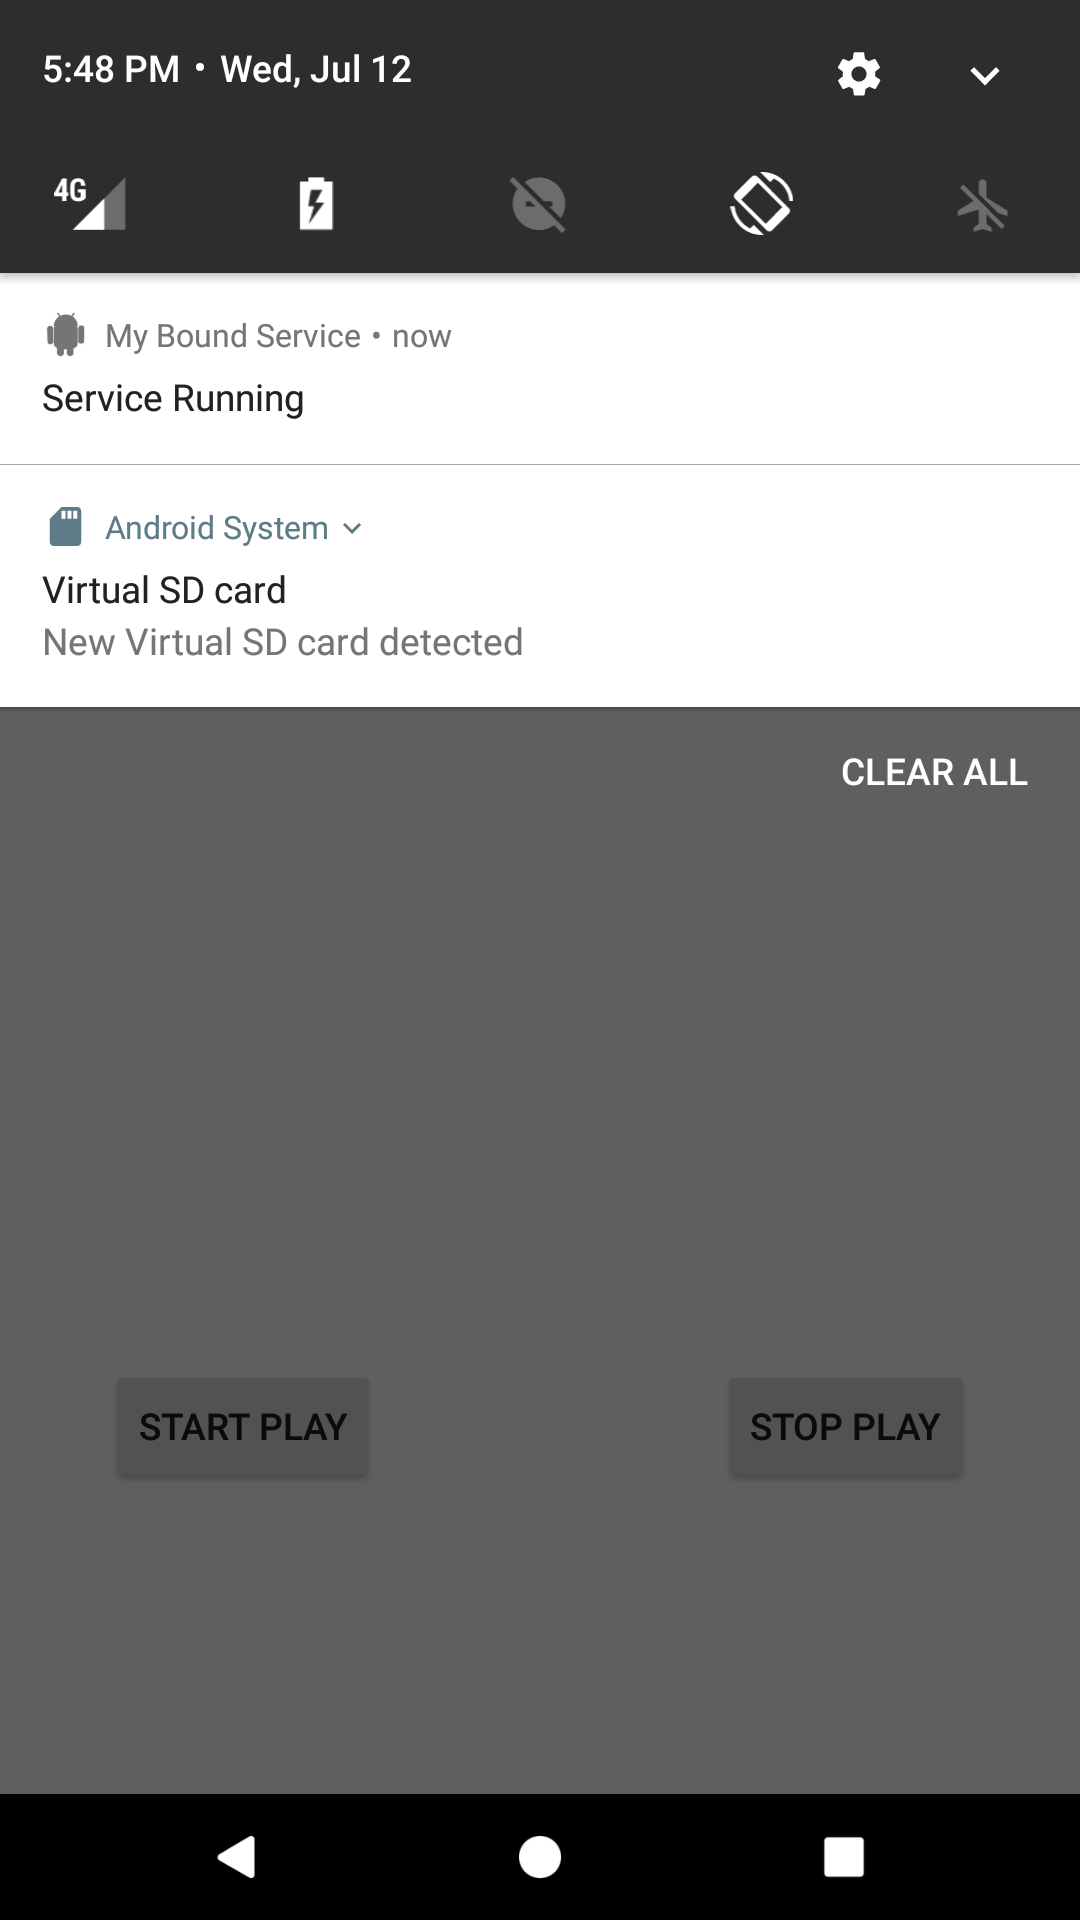 5:48 PM • Wed, Jul 12
4G
My Bound Service • now
Service Running
Android System
Virtual SD card
New Virtual SD card detected
CLEAR ALL
START PLAY
STOP PLAY